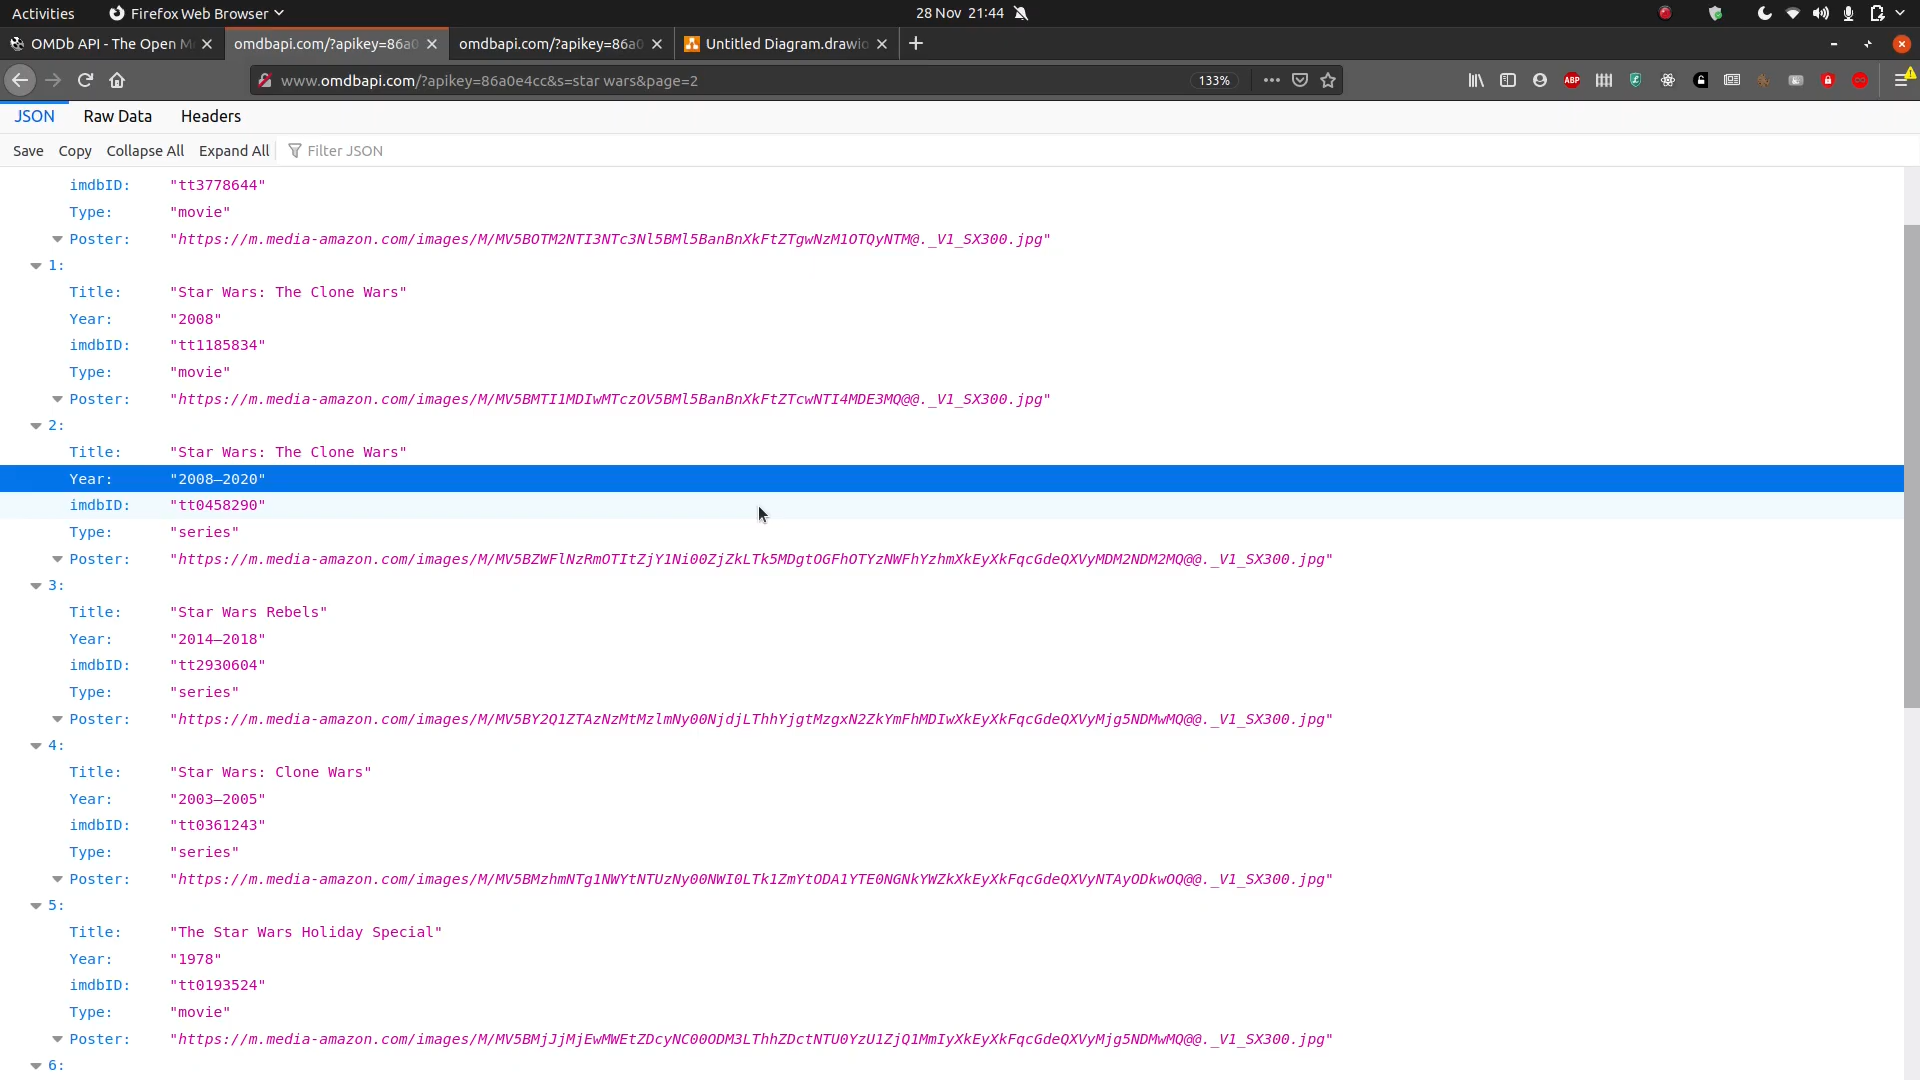 Activities Firefox Web Browser 28 Nov 21:44
OMDb API - The Open M omdbapi.com/?apikey=86a0 omdbapi.com/?apikey=86a0 Untitled Diagram.drawio
www.omdbapi.com/?apikey=86a0e4cc&s=star wars&page=2 133% ABP
JSON Raw Data Headers
Save Copy Collapse All Expand All Filter JSON
imdbID: "tt3778644"
Type: "movie"
Poster: "https://m.media-amazon.com/images/M/MV5BOTM2NTI3NTc3Nl5BMl5BanBnXkFtZTgwNzM1OTQyNTM@._V1_SX300.jpg"
1:
Title: "Star Wars: The Clone Wars"
Year: "2008"
imdbID: "tt1185834"
Type: "movie"
Poster: "https://m.media-amazon.com/images/M/MV5BMTI1MDIwMTczOV5BMl5BanBnXkFtZTcwNTI4MDE3MQ@@._V1_SX300.jpg"
2:
Title: "Star Wars: The Clone Wars"
Year: "2008–2020"
imdbID: "tt0458290"
Type: "series"
Poster: "https://m.media-amazon.com/images/M/MV5BZWFlNzRmOTItZjY1Ni00ZjZkLTk5MDgtOGFhOTYzNWFhYzhmXkEyXkFqcGdeQXVyMDM2NDM2MQ@@._V1_SX300.jpg"
3:
Title: "Star Wars Rebels"
Year: "2014–2018"
imdbID: "tt2930604"
Type: "series"
Poster: "https://m.media-amazon.com/images/M/MV5BY2Q1ZTAzNzMtMzlmNy00NjdjLThhYjgtMzgxN2ZkYmFhMDIwXkEyXkFqcGdeQXVyMjg5NDMwMQ@@._V1_SX300.jpg"
4:
Title: "Star Wars: Clone Wars"
Year: "2003–2005"
imdbID: "tt0361243"
Type: "series"
Poster: "https://m.media-amazon.com/images/M/MV5BMzhmNTg1NWYtNTUzNy00NWI0LTk1ZmYtODA1YTE0NGNkYWZkXkEyXkFqcGdeQXVyNTAyODkwOQ@@._V1_SX300.jpg"
5:
Title: "The Star Wars Holiday Special"
Year: "1978"
imdbID: "tt0193524"
Type: "movie"
Poster: "https://m.media-amazon.com/images/M/MV5BMjJjMjEwMWEtZDcyNC00ODM3LThhZDctNTU0YzU1ZjQ1MmIyXkEyXkFqcGdeQXVyMjg5NDMwMQ@@._V1_SX300.jpg"
6: